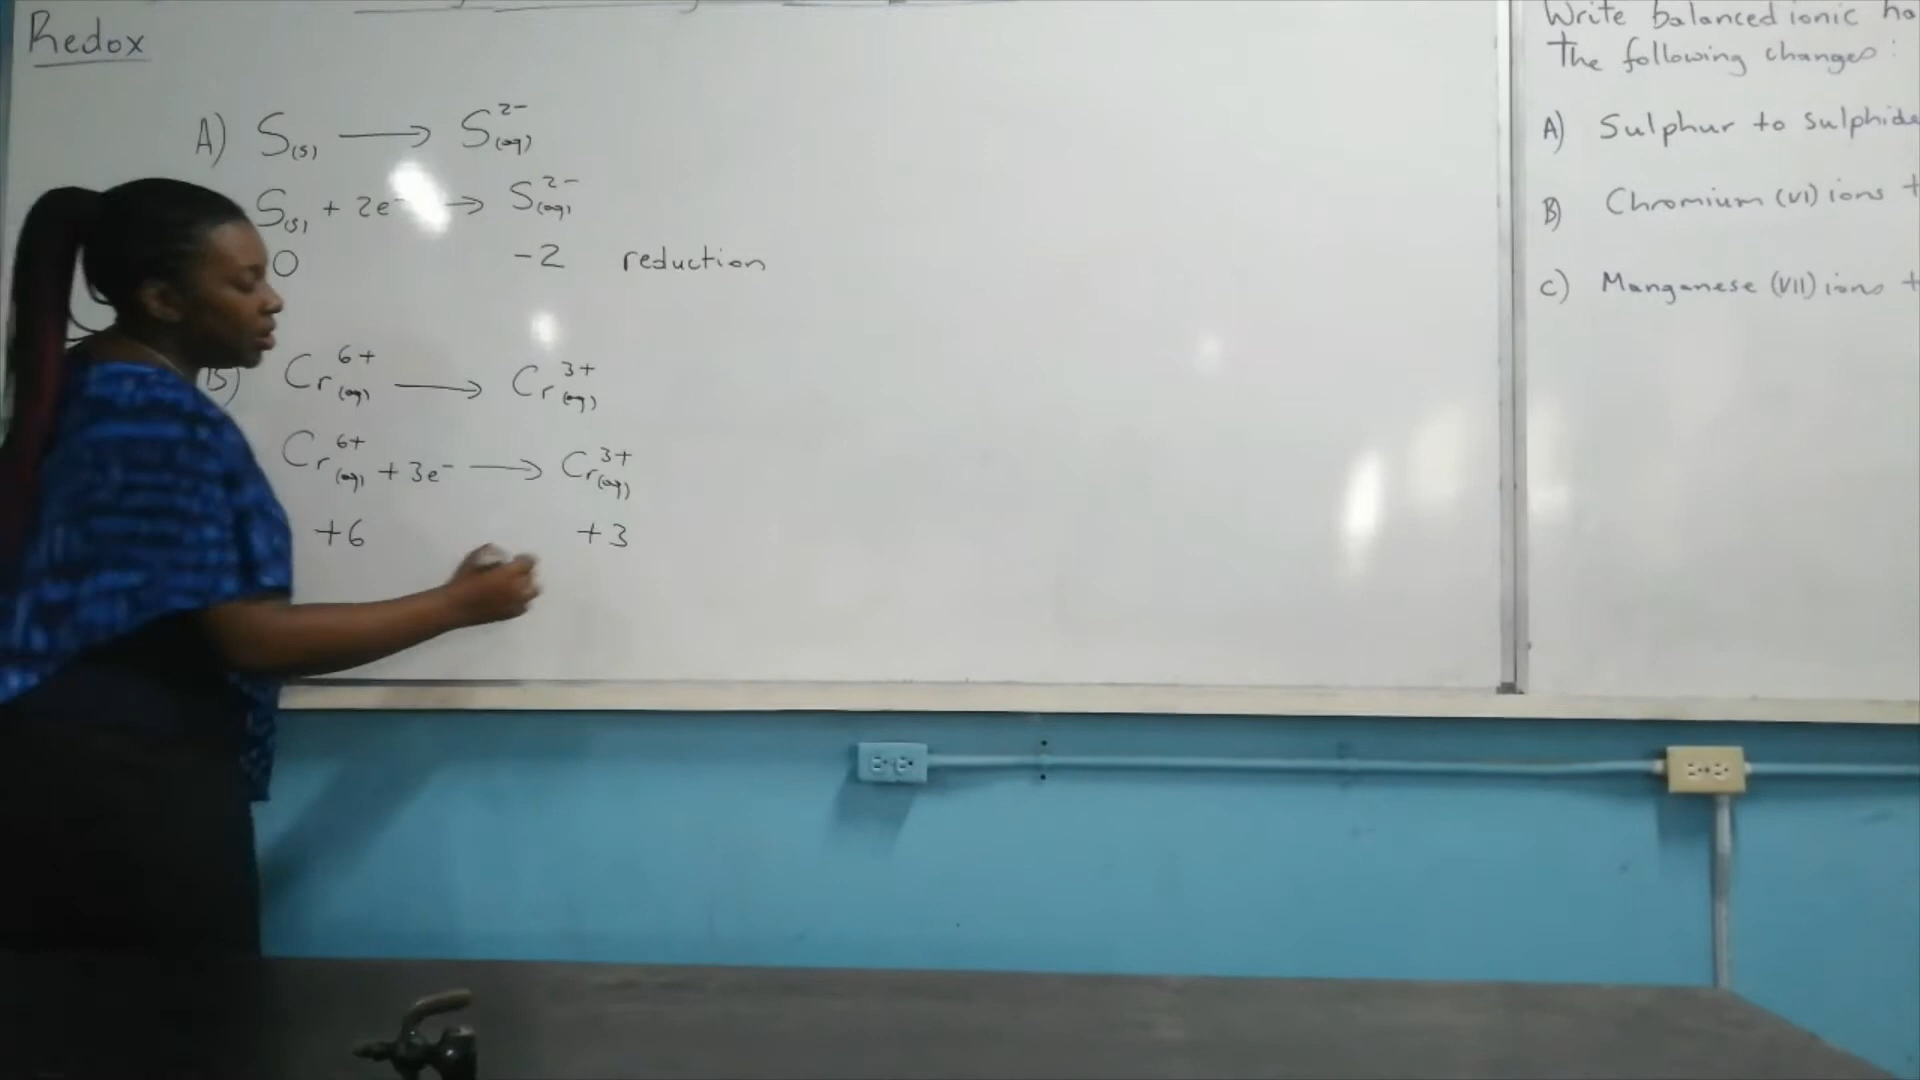 Redox
A) S(s) ⟶ S²⁻(aq)
S(s) + 2e⁻ ⟶ S²⁻(aq)
0 -2 reduction
B) Cr⁶⁺(aq) ⟶ Cr³⁺(aq)
Cr⁶⁺(aq) + 3e⁻ ⟶ Cr³⁺(aq)
+6 +3
Write balanced ionic ha
the following changes:
A) Sulphur to sulphide
B) Chromium (VI) ions t
C) Manganese (VII) ions t